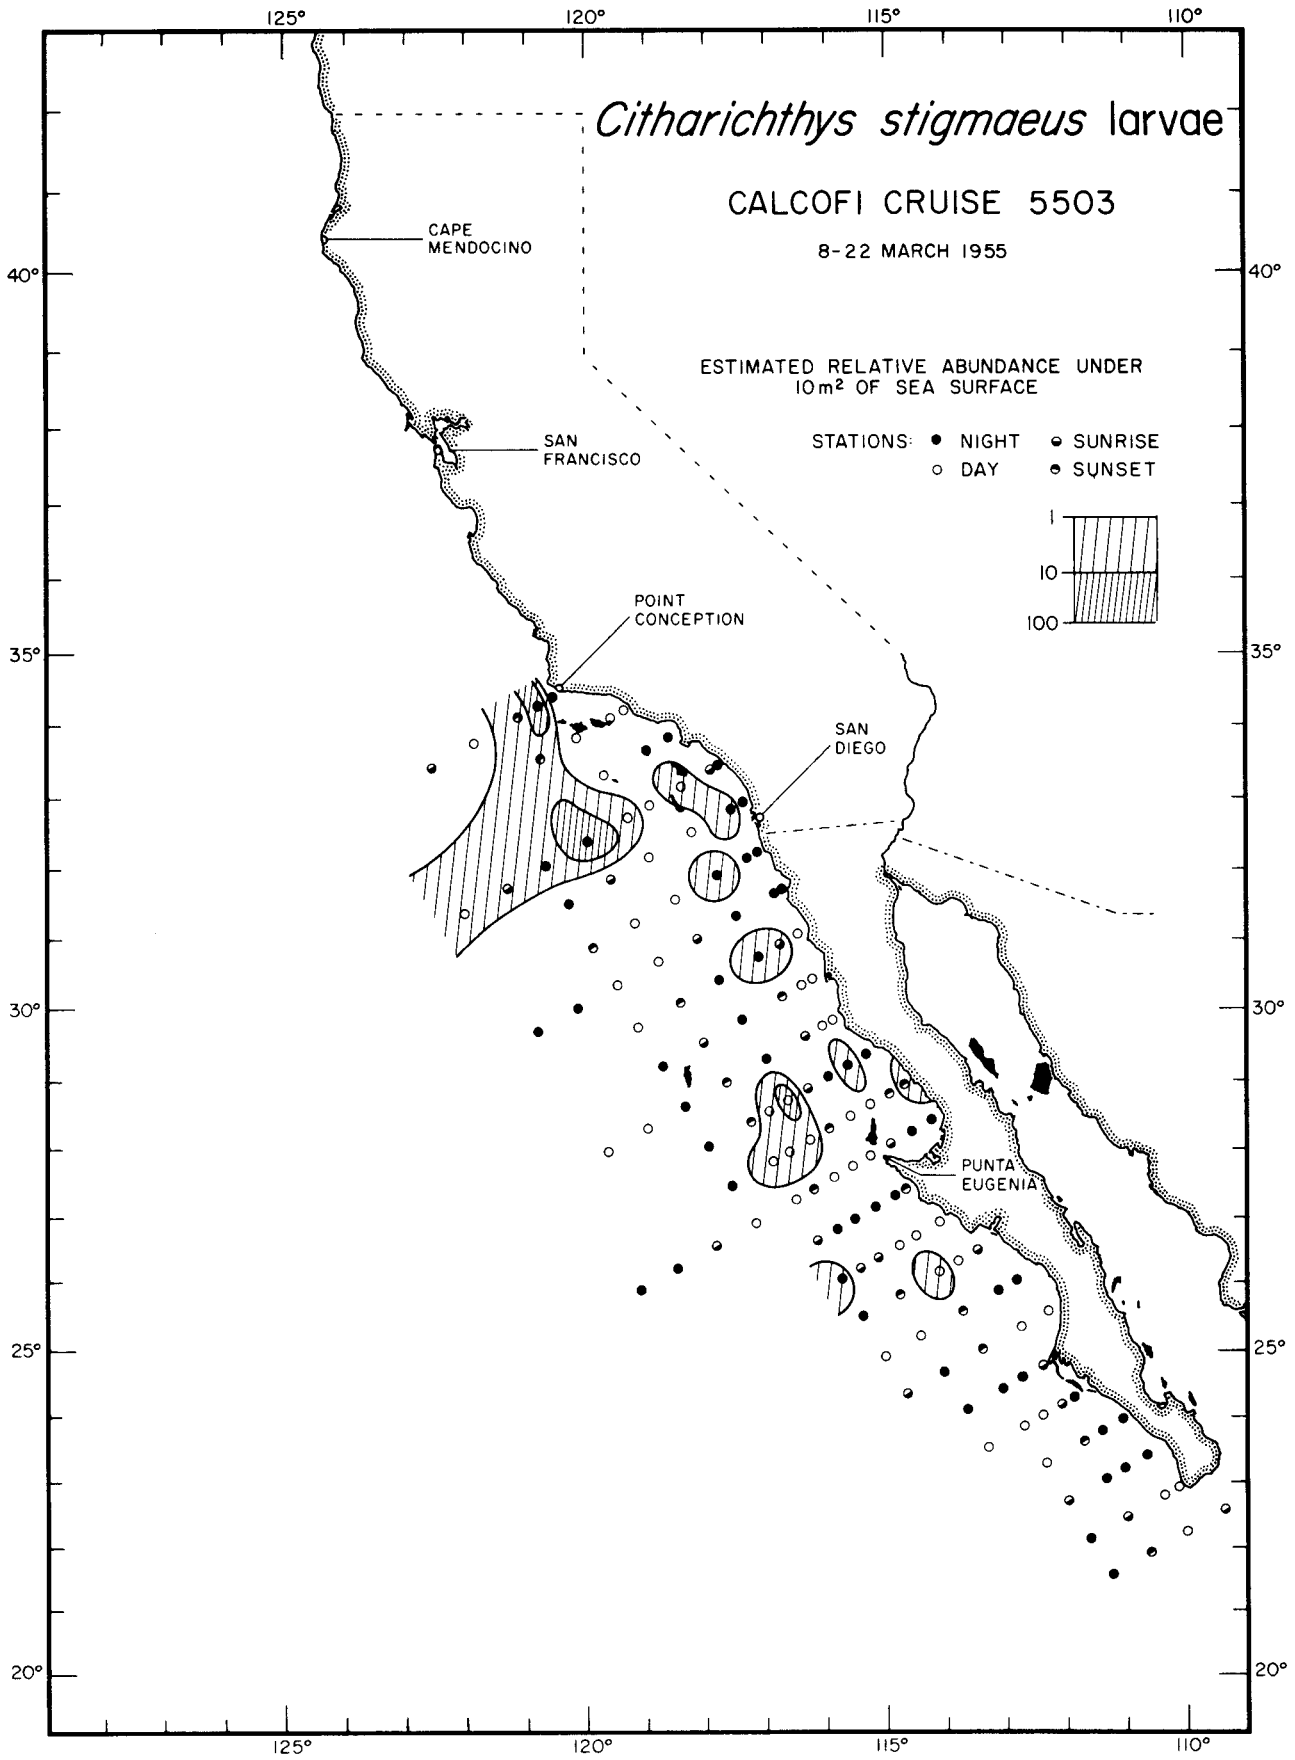 125° 120° 115° 110°
Citharichthys stigmaeus larvae
CALCOFI CRUISE 5503
8-22 MARCH 1955
CAPE
MENDOCINO
40° 40°
ESTIMATED RELATIVE ABUNDANCE UNDER
10m² OF SEA SURFACE
STATIONS: NIGHT SUNRISE
DAY SUNSET
SAN
FRANCISCO
1
10
100
POINT
CONCEPTION
35° 35°
SAN
DIEGO
30° 30°
PUNTA
EUGENIA
25° 25°
20° 20°
125° 120° 115° 110°